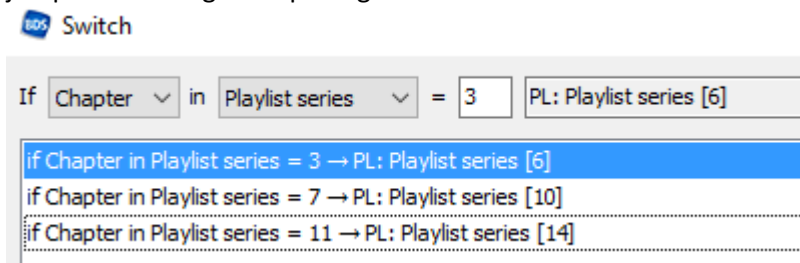 BDS Switch
If Chapter in Playlist series = 3 PL: Playlist series [6]
if Chapter in Playlist series = 3 → PL: Playlist series [6]
if Chapter in Playlist series = 7 → PL: Playlist series [10]
if Chapter in Playlist series = 11 → PL: Playlist series [14]